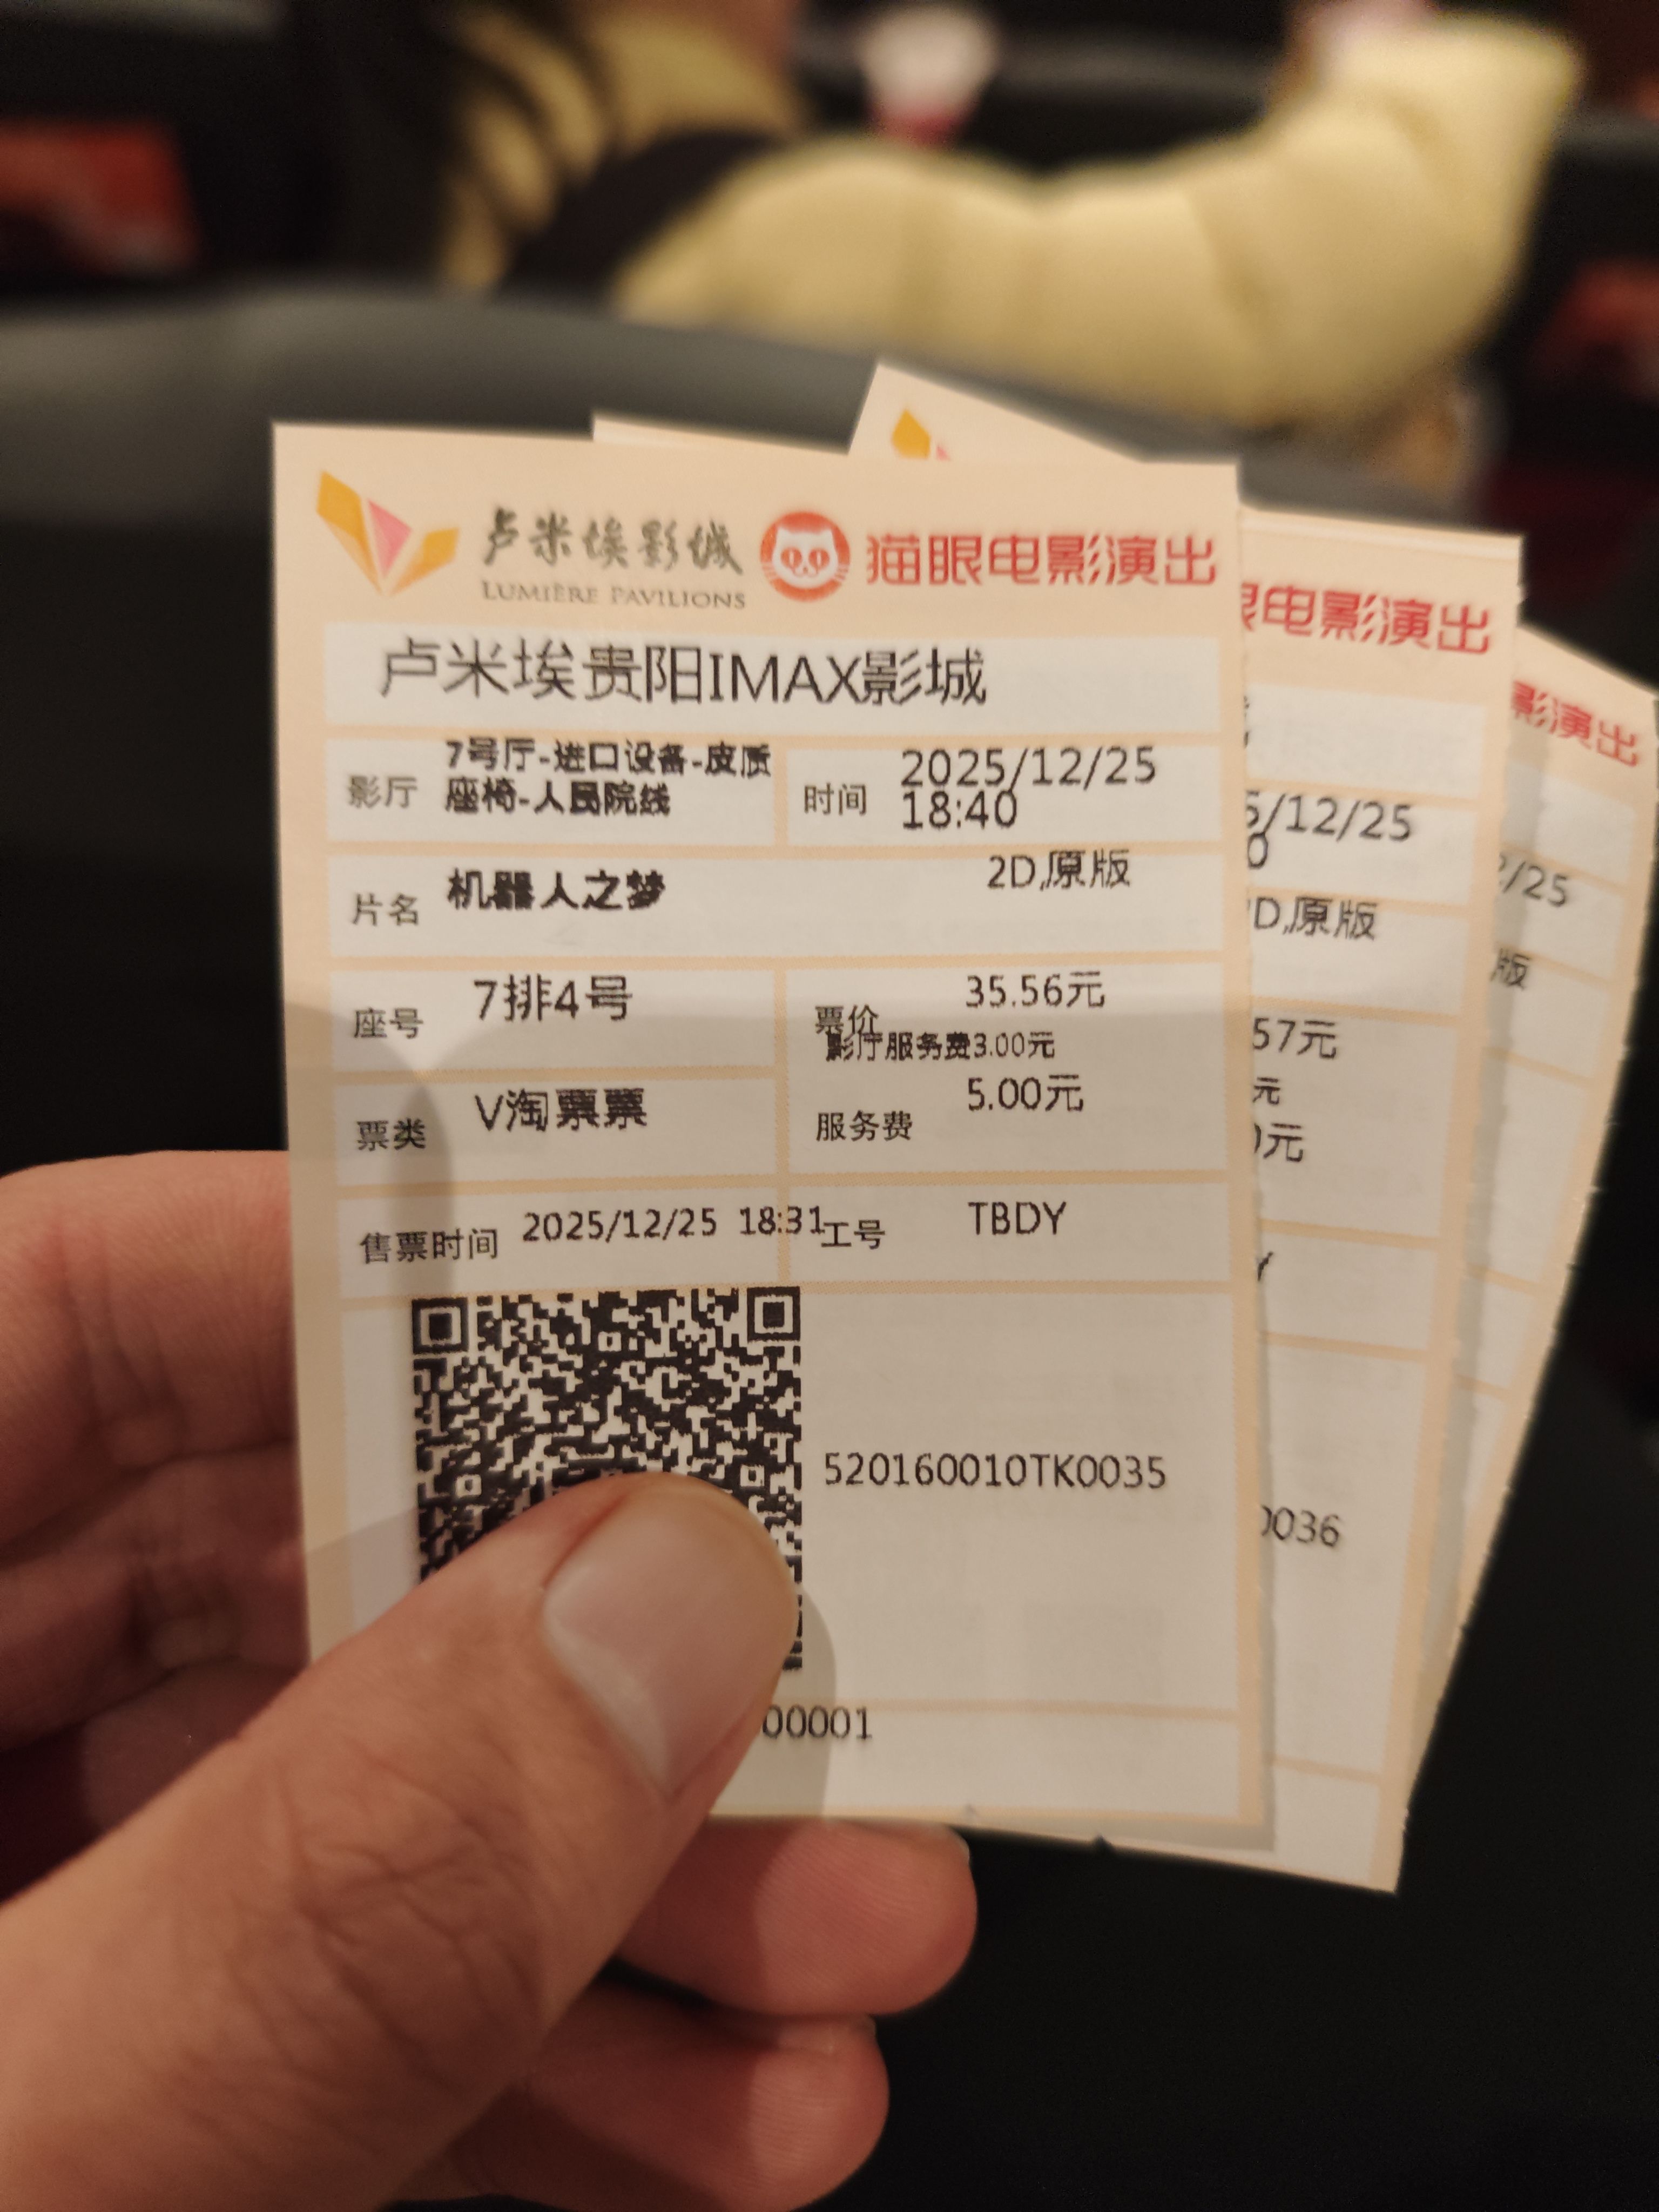 卢米埃影城 猫眼电影演出
LUMIÈRE PAVILIONS
卢米埃贵阳IMAX影城
影厅 7号厅-进口设备-皮质
座椅-人民院线
时间 2025/12/25
18:40
片名 机器人之梦 2D,原版
座号 7排4号
票价 35.56元
影厅服务费3.00元
票类 V淘票票
服务费 5.00元
售票时间 2025/12/25 18:31
工号 TBDY
520160010TK0035
00001
电影演出
/12/25
D,原版
57元
元
元
0036
影演出
/25
版